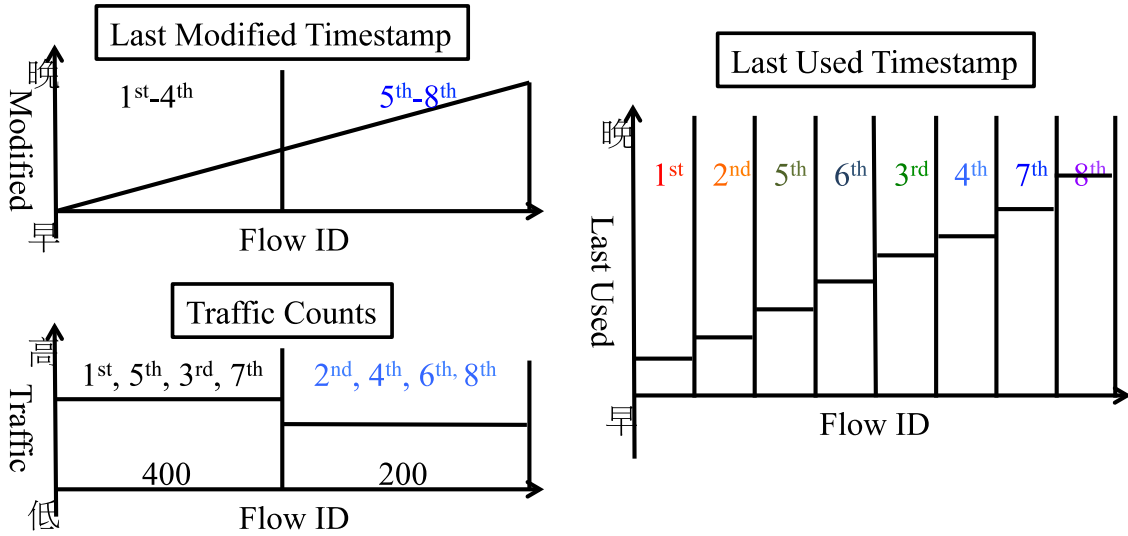 Last Modified Timestamp
晚
Modified
早
1st-4th
5th-8th
Flow ID
Traffic Counts
高
Traffic
低
1st, 5th, 3rd, 7th
2nd, 4th, 6th, 8th
400
200
Flow ID
Last Used Timestamp
晚
Last Used
早
1st
2nd
5th
6th
3rd
4th
7th
8th
Flow ID